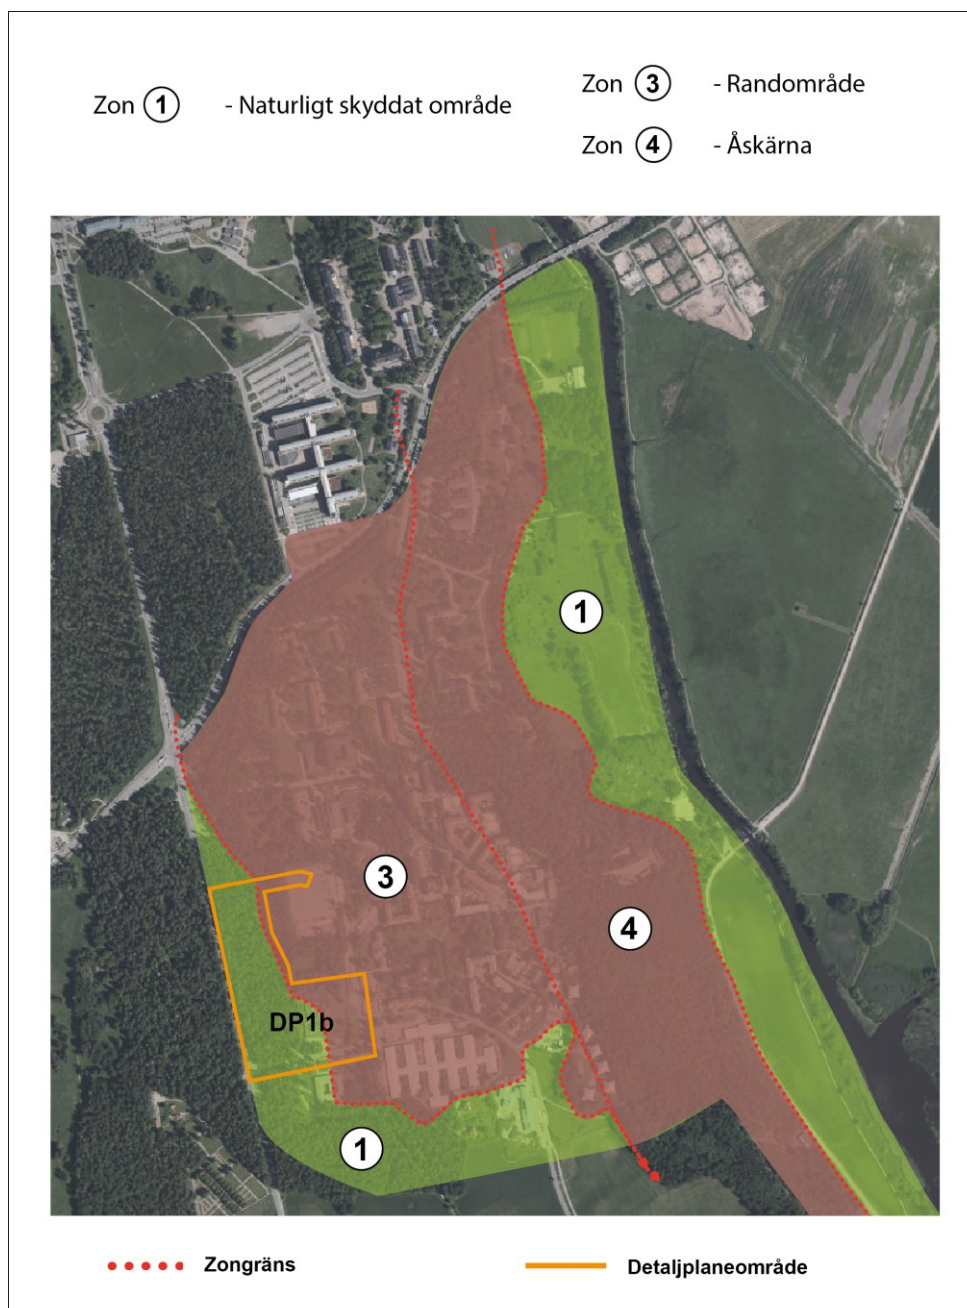 Zon 1 - Naturligt skyddat område
Zon 3 - Randområde
Zon 4 - Åskärna
1
3
4
DP1b
1
Zongräns
Detaljplaneområde